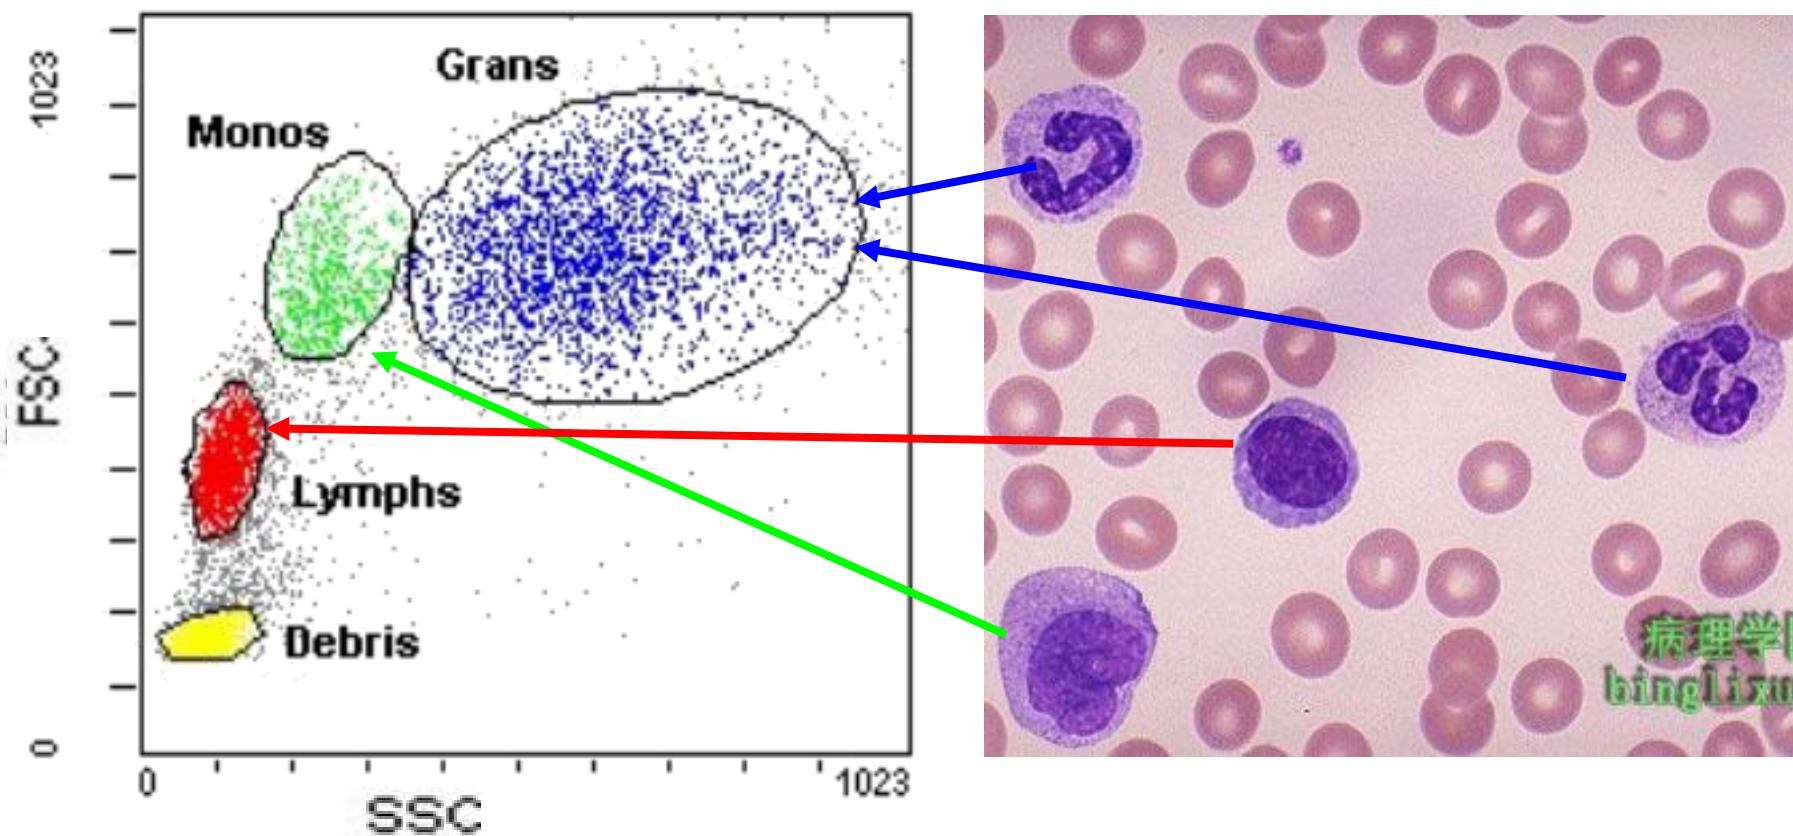 1023
FSC
0
Grans
Monos
Lymphs
Debris
0
1023
SSC
病理学
binglixu